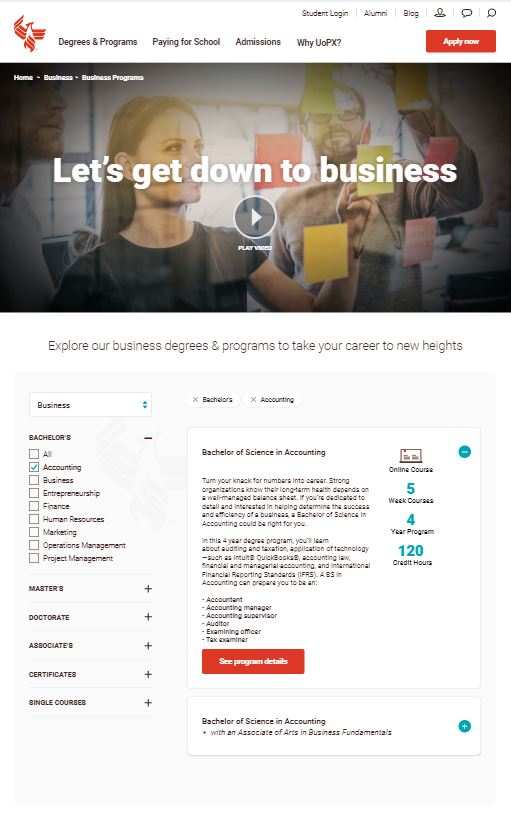 Student Login
Alumni
Blog
Degrees & Programs
Paying for School
Admissions
Why UoPX?
Apply now
Home - Business - Business Programs
Let's get down to business
PLAY VIDEO
Explore our business degrees & programs to take your career to new heights
Business
BACHELOR'S
All
Accounting
Business
Entrepreneurship
Finance
Human Resources
Marketing
Operations Management
Project Management
MASTER'S
DOCTORATE
ASSOCIATE'S
CERTIFICATES
SINGLE COURSES
Bachelor's
Accounting
Bachelor of Science in Accounting
Turn your knack for numbers into career. Strong
organizations know their long-term health depends on
a well-managed balance sheet. If you're dedicated to
detail and interested in helping determine the success
and efficiency of a business, a Bachelor of Science in
Accounting could be right for you.
In this 4 year degree program, you'll learn
about auditing and taxation, application of technology
—such as Intuit® QuickBooks®, accounting law,
financial and managerial accounting, and International
Financial Reporting Standards (IFRS). A BS in
Accounting can prepare you to be an:
- Accountant
- Accounting manager
- Accounting supervisor
- Auditor
- Examining officer
- Tax examiner
See program details
Online Course
5
Week Courses
4
Year Program
120
Credit Hours
Bachelor of Science in Accounting
with an Associate of Arts in Business Fundamentals